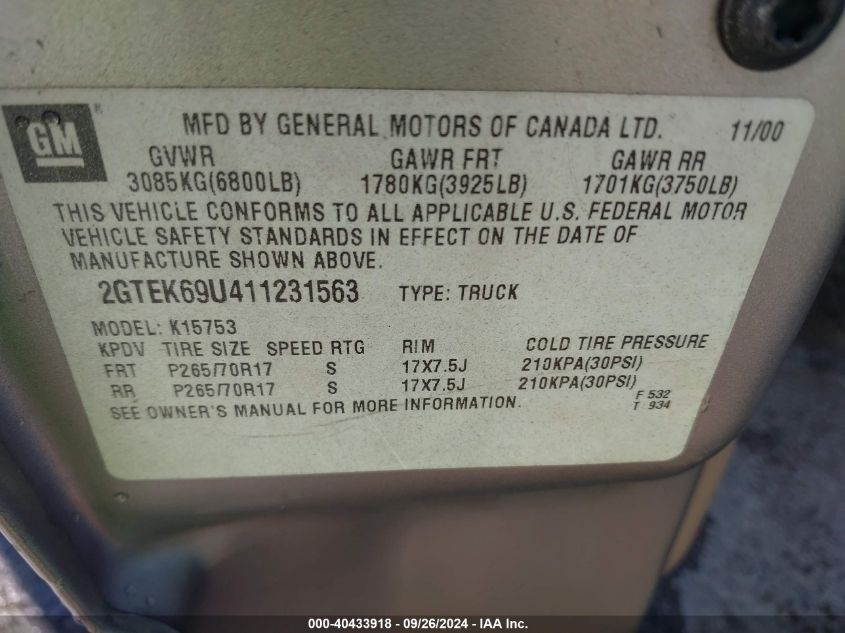 GM®
MFD BY GENERAL MOTORS OF CANADA LTD. 11/00
GVWR GAWR FRT GAWR RR
3085KG(6800LB) 1780KG(3925LB) 1701KG(3750LB)
THIS VEHICLE CONFORMS TO ALL APPLICABLE U.S. FEDERAL MOTOR
VEHICLE SAFETY STANDARDS IN EFFECT ON THE DATE OF
MANUFACTURE SHOWN ABOVE.
2GTEK69U411231563 TYPE: TRUCK
MODEL: K15753
KPDV TIRE SIZE SPEED RTG RIM COLD TIRE PRESSURE
FRT P265/70R17 S 17X7.5J 210KPA(30PSI)
RR P265/70R17 S 17X7.5J 210KPA(30PSI)
SEE OWNER'S MANUAL FOR MORE INFORMATION. F 532
T 934
000-40433918 - 09/26/2024 - IAA Inc.